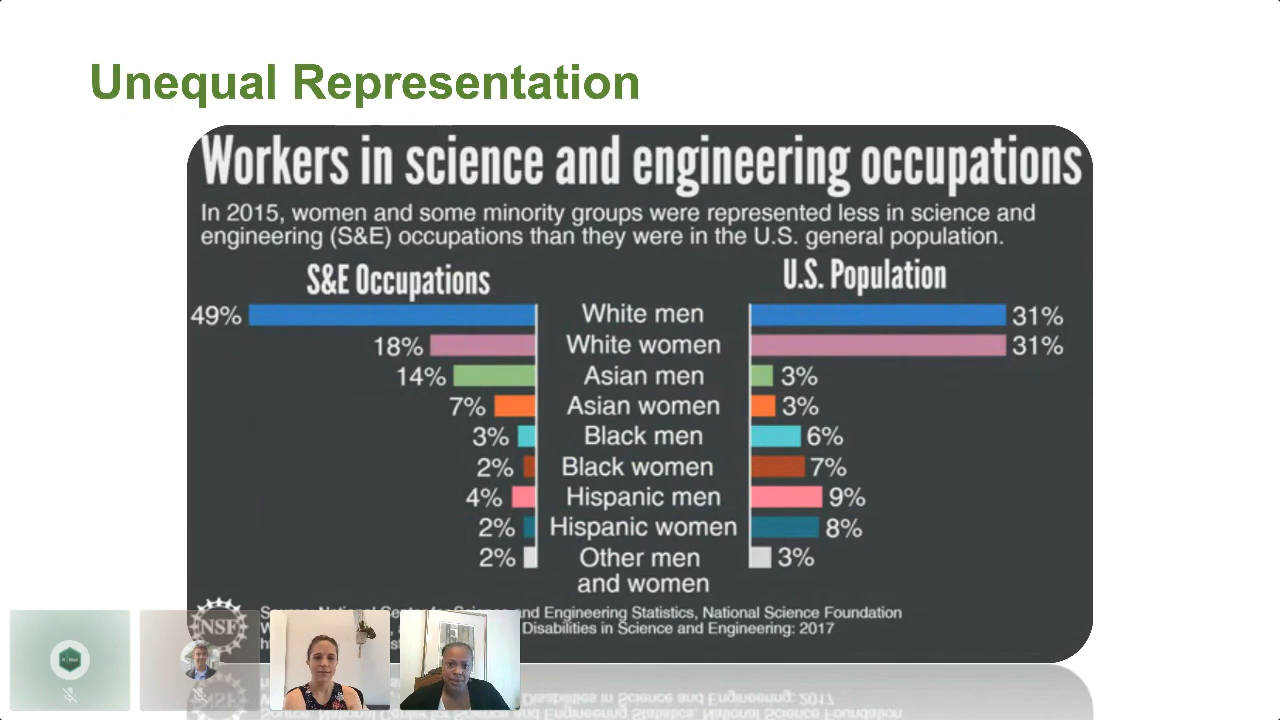 Unequal Representation
Workers in science and engineering occupations
In 2015, women and some minority groups were represented less in science and
engineering (S&E) occupations than they were in the U.S. general population.
S&E Occupations
U.S. Population
49% White men 31%
18% White women 31%
14% Asian men 3%
7% Asian women 3%
3% Black men 6%
2% Black women 7%
4% Hispanic men 9%
2% Hispanic women 8%
2% Other men 3%
and women
NSF
and Engineering Statistics, National Science Foundation
Disabilities in Science and Engineering: 2017